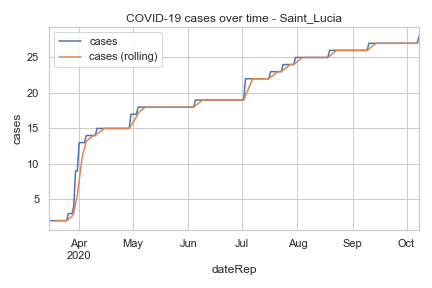 COVID-19 cases over time - Saint_Lucia
cases
cases (rolling)
25
20
15
10
5
cases
Apr
2020
May
Jun
Jul
Aug
Sep
Oct
dateRep